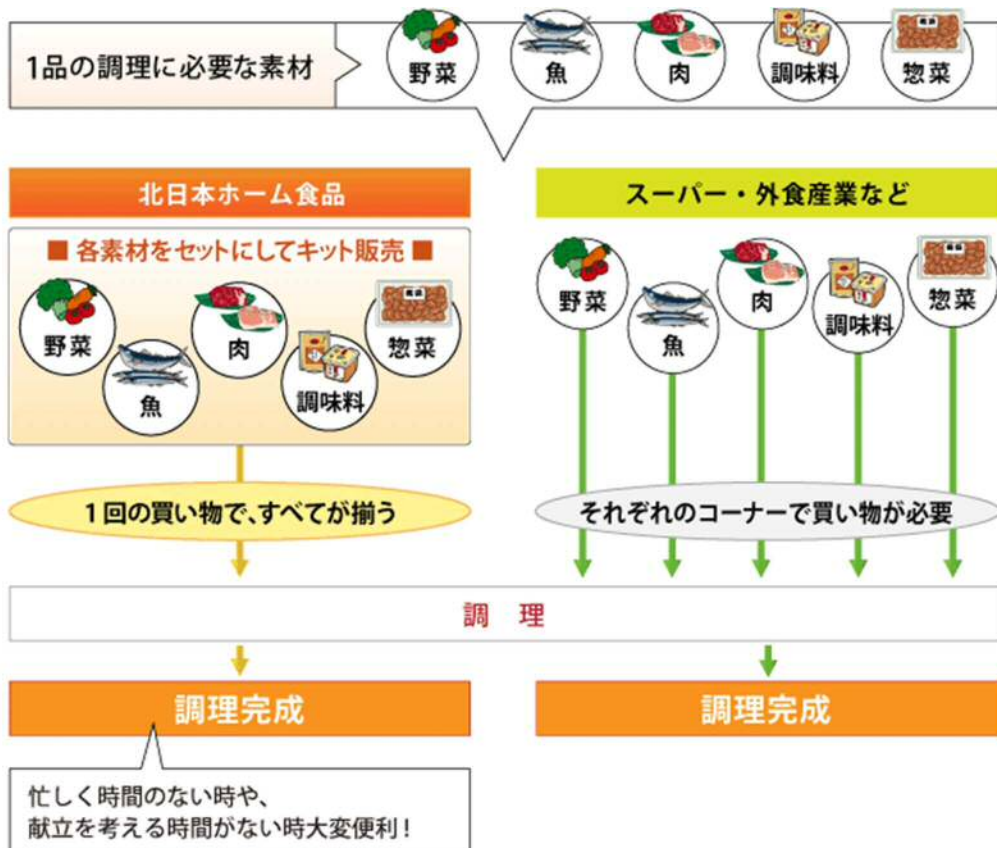 1品の調理に必要な素材
野菜
魚
肉
調味料
惣菜
北日本ホーム食品
■ 各素材をセットにしてキット販売 ■
野菜
魚
肉
調味料
惣菜
1回の買い物で、すべてが揃う
スーパー・外食産業など
野菜
魚
肉
調味料
惣菜
それぞれのコーナーで買い物が必要
調 理
調理完成
調理完成
忙しく時間のない時や、
献立を考える時間がない時大変便利!